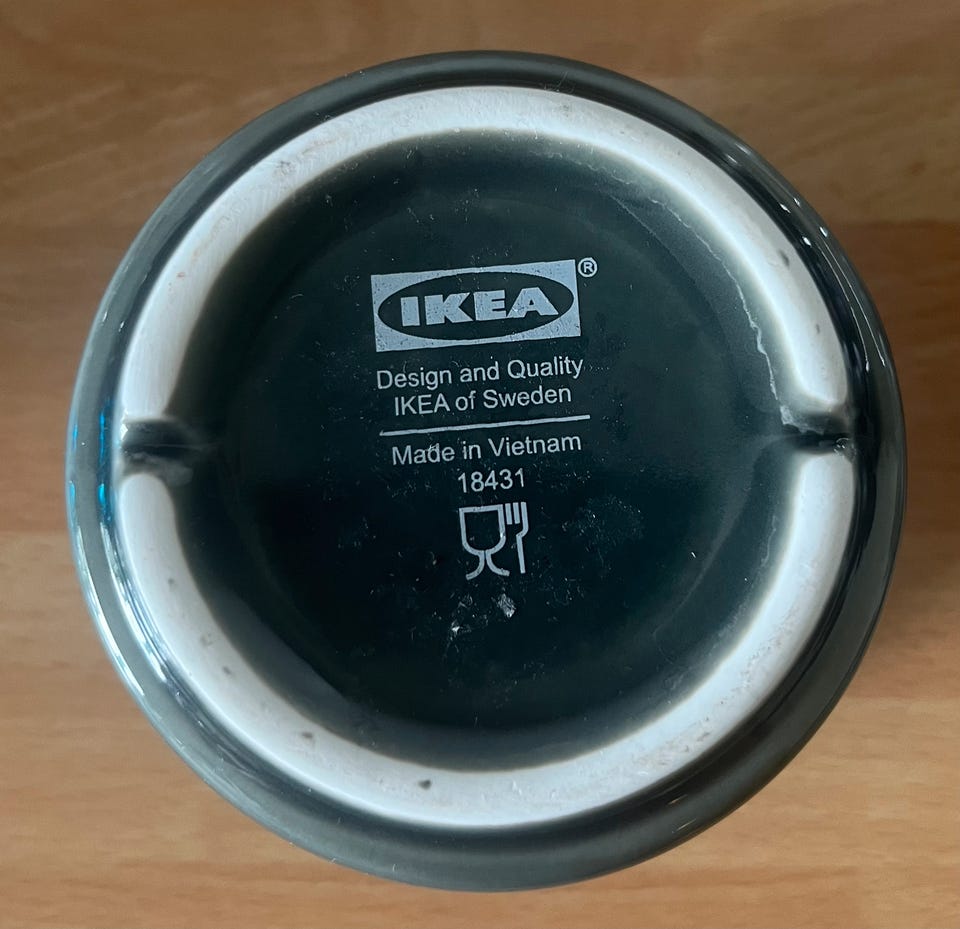 IKEA®
Design and Quality
IKEA of Sweden
Made in Vietnam
18431